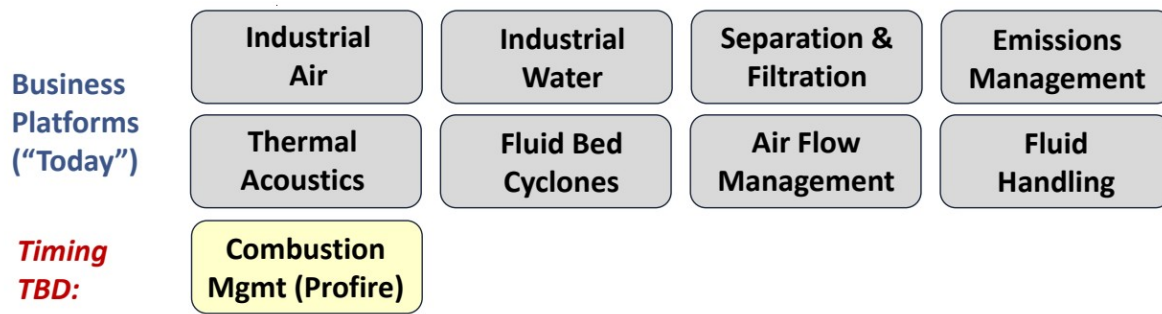 Business
Platforms
(“Today”)
Industrial
Air
Industrial
Water
Separation &
Filtration
Emissions
Management
Thermal
Acoustics
Fluid Bed
Cyclones
Air Flow
Management
Fluid
Handling
Timing
TBD:
Combustion
Mgmt (Profire)